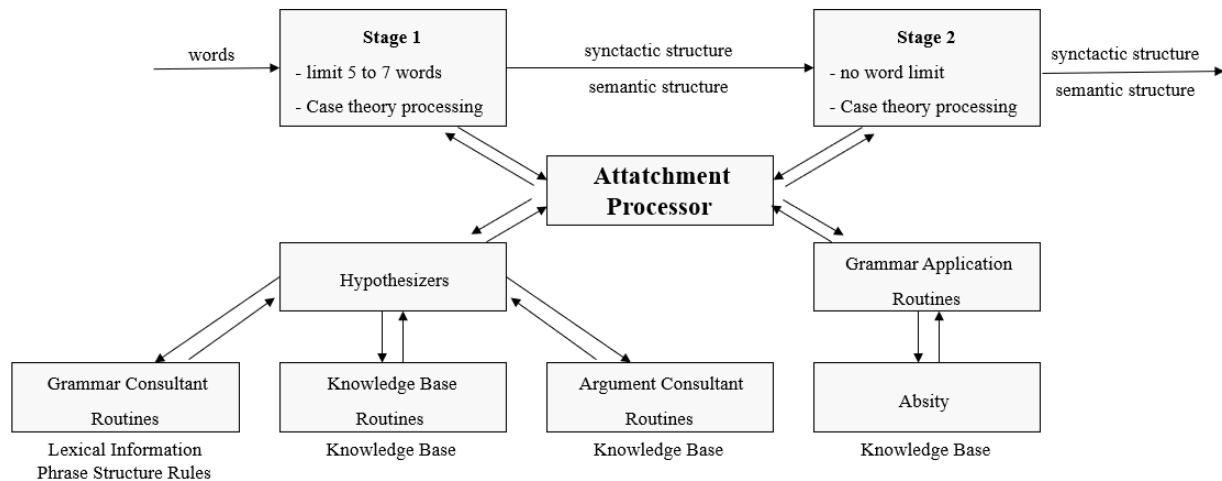 words
Stage 1
- limit 5 to 7 words
- Case theory processing
synctactic structure
semantic structure
Stage 2
- no word limit
- Case theory processing
synctactic structure
semantic structure
Attatchment
Processor
Hypothesizers
Grammar Application
Routines
Grammar Consultant
Routines
Lexical Information
Phrase Structure Rules
Knowledge Base
Routines
Knowledge Base
Argument Consultant
Routines
Knowledge Base
Absity
Knowledge Base